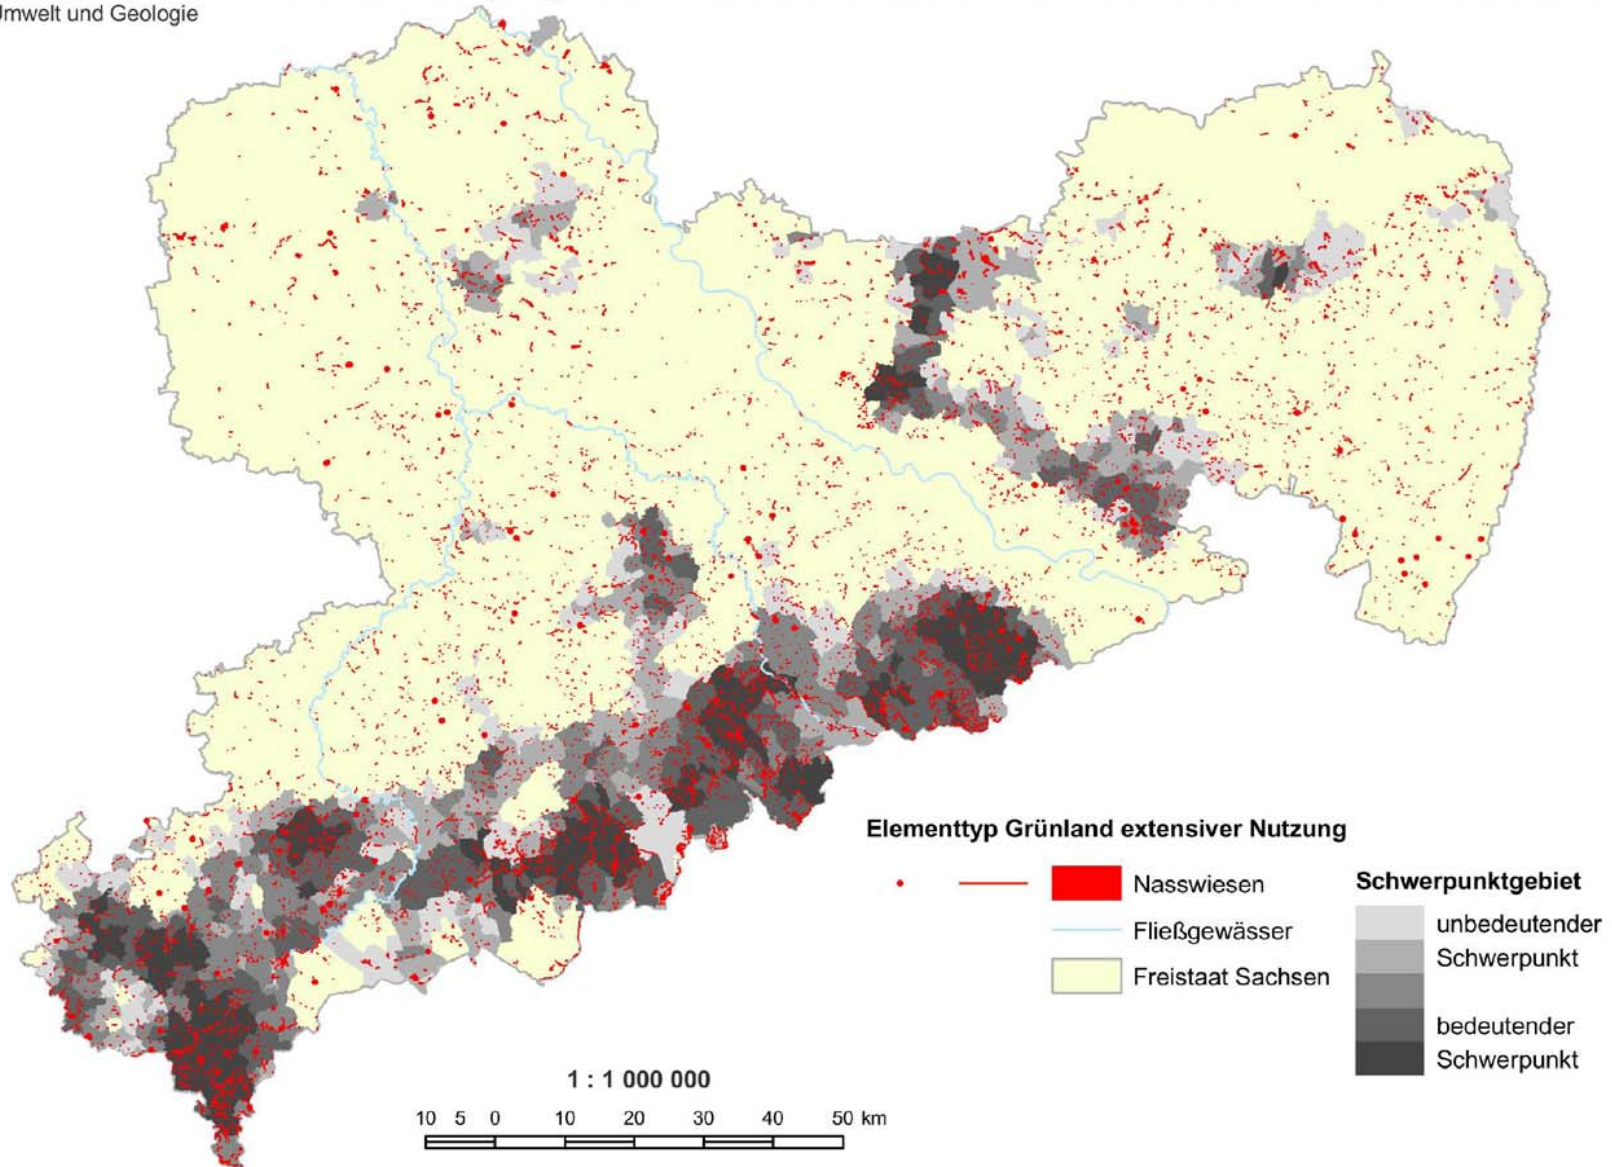 Umwelt und Geologie
Elementtyp Grünland extensiver Nutzung
Nasswiesen
Fließgewässer
Freistaat Sachsen
Schwerpunktgebiet
unbedeutender
Schwerpunkt
bedeutender
Schwerpunkt
1 : 1 000 000
10 5 0 10 20 30 40 50 km